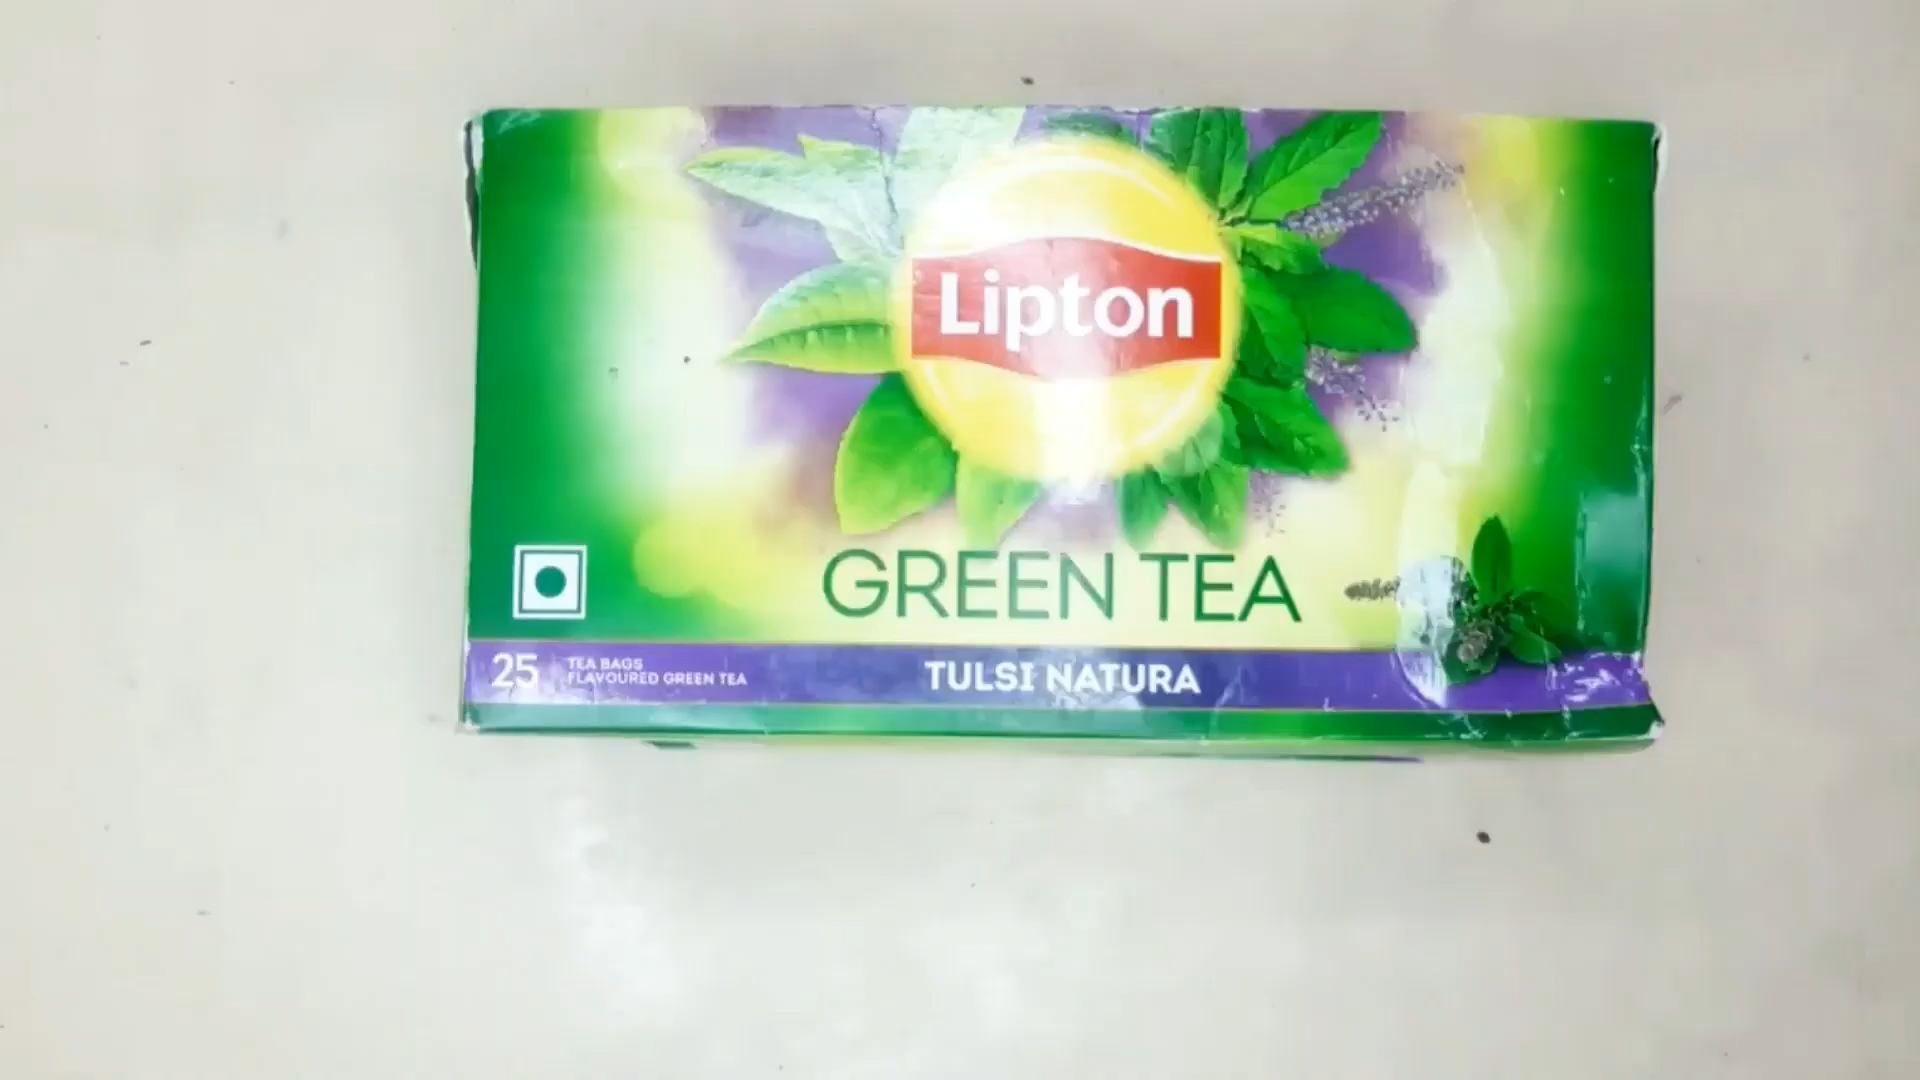 Lipton
GREEN TEA
25 TEA BAGS
FLAVOURED GREEN TEA
TULSI NATURA